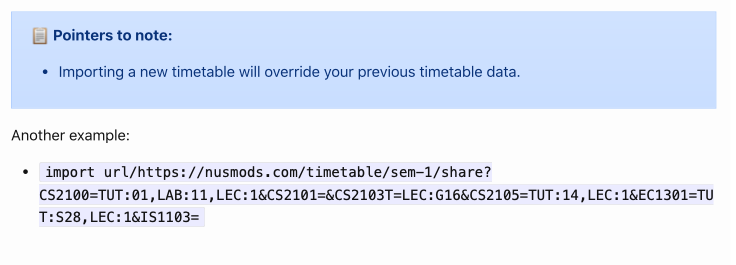 📋 Pointers to note:
• Importing a new timetable will override your previous timetable data.
Another example:
• import url/https://nusmods.com/timetable/sem-1/share?
CS2100=TUT:01,LAB:11,LEC:1&CS2101=&CS2103T=LEC:G16&CS2105=TUT:14,LEC:1&EC1301=TU
T:S28,LEC:1&IS1103=